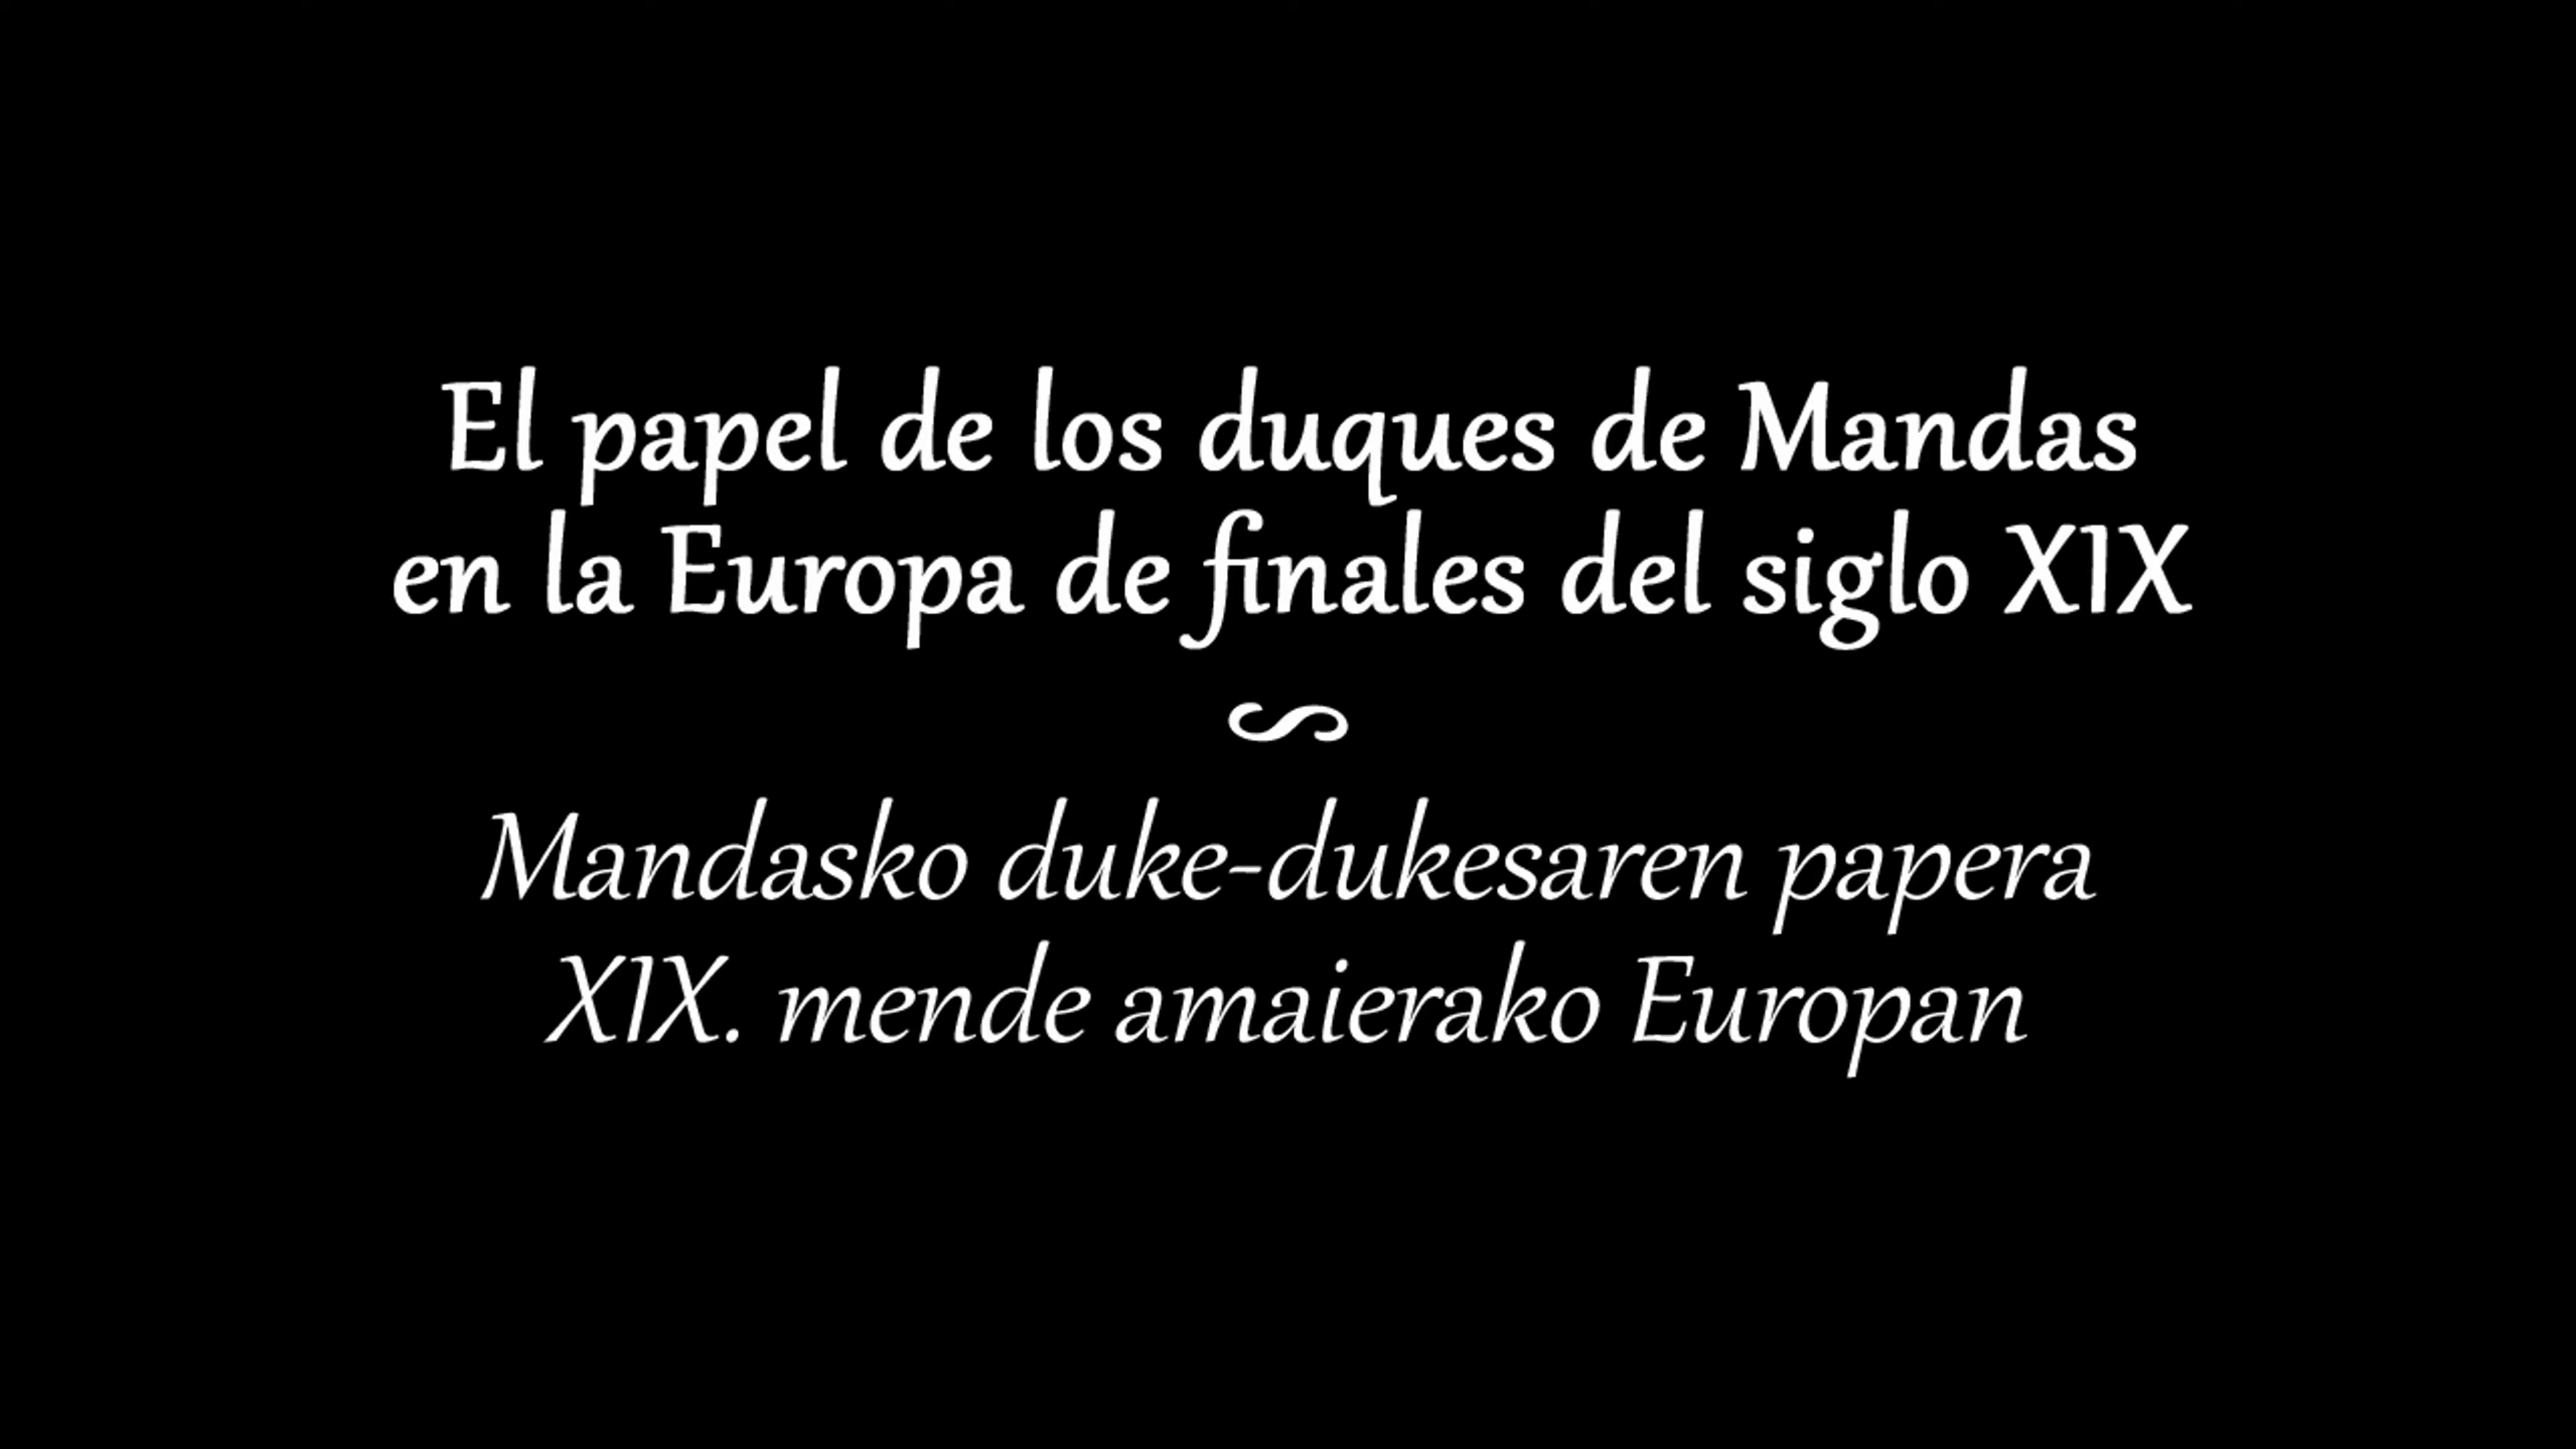 El papel de los duques de Mandas
en la Europa de finales del siglo XIX
Mandasko duke-dukesaren papera
XIX. mende amaierako Europan